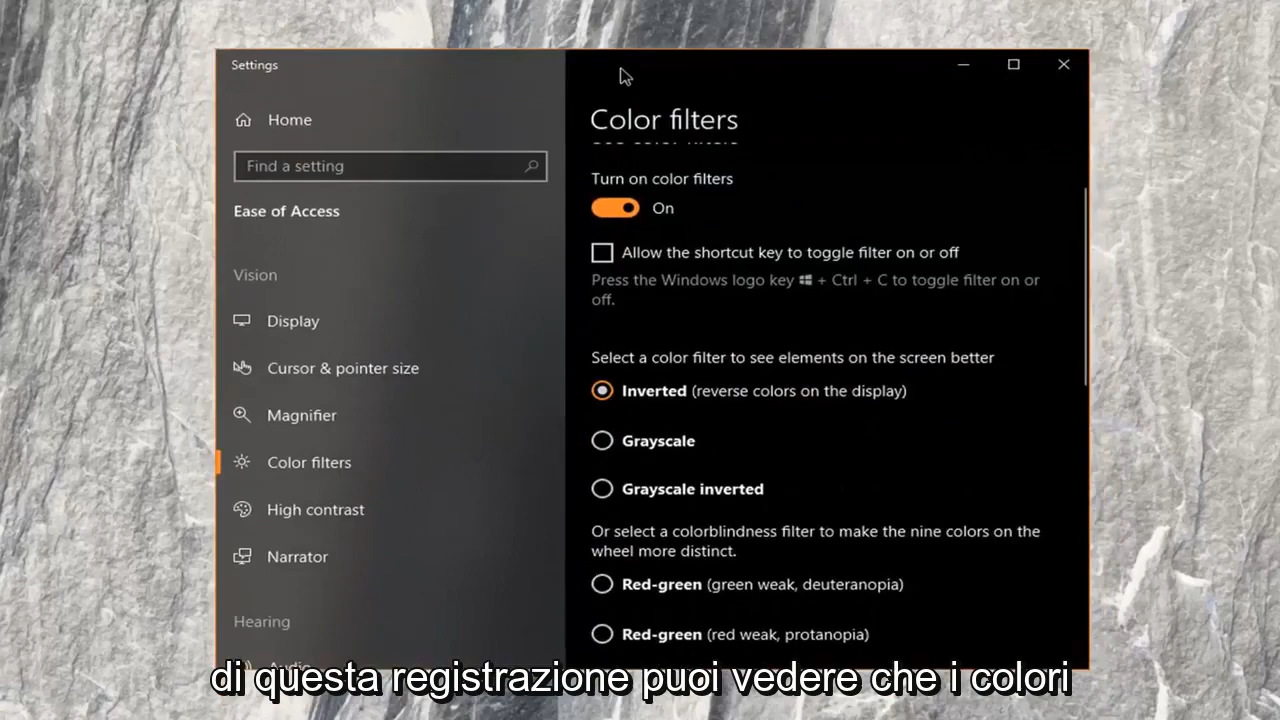 Settings
Home
Find a setting
Ease of Access
Vision
Display
Cursor & pointer size
Magnifier
Color filters
High contrast
Narrator
Hearing
Audio
Color filters
See color filters
Turn on color filters
On
Allow the shortcut key to toggle filter on or off
Press the Windows logo key + Ctrl + C to toggle filter on or
off.
Select a color filter to see elements on the screen better
Inverted (reverse colors on the display)
Grayscale
Grayscale inverted
Or select a colorblindness filter to make the nine colors on the
wheel more distinct.
Red-green (green weak, deuteranopia)
Red-green (red weak, protanopia)
di questa registrazione puoi vedere che i colori